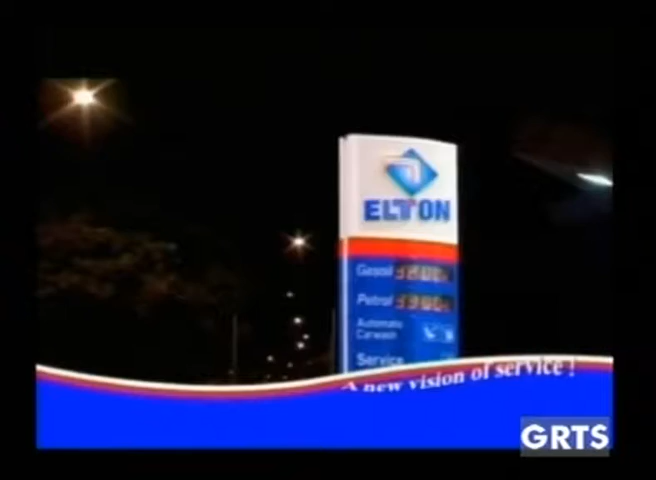 ELTON
Gasoil
Petrol
Automatic
Carwash
Service
A new vision of service !
GRTS